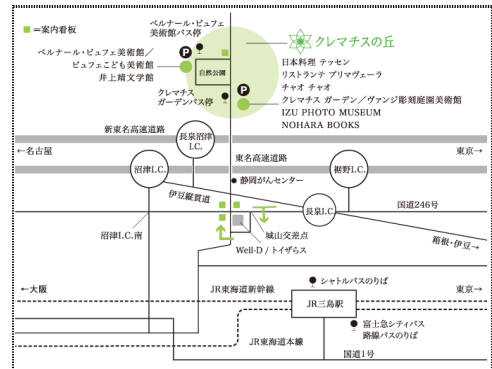 ■=案内看板
ベルナール・ビュフェ
美術館バス停
ベルナール・ビュフェ美術館／
ビュフェこども美術館
井上靖文学館
P
自然公園
P
クレマチス
ガーデンバス停
クレマチスの丘
日本料理 テッセン
リストランテ プリマヴェーラ
チャオ チャオ
クレマチス ガーデン／ヴァンジ彫刻庭園美術館
IZU PHOTO MUSEUM
NOHARA BOOKS
新東名高速道路
長泉沼津
I.C.
←名古屋
東名高速道路
東京→
沼津I.C.
裾野I.C.
静岡がんセンター
伊豆縦貫道
長泉I.C.
国道246号
沼津I.C.南
城山交差点
Well-D / トイザらス
箱根・伊豆→
←大阪
JR東海道新幹線
シャトルバスのりば
東京→
JR三島駅
富士急シティバス
路線バスのりば
JR東海道本線
国道1号